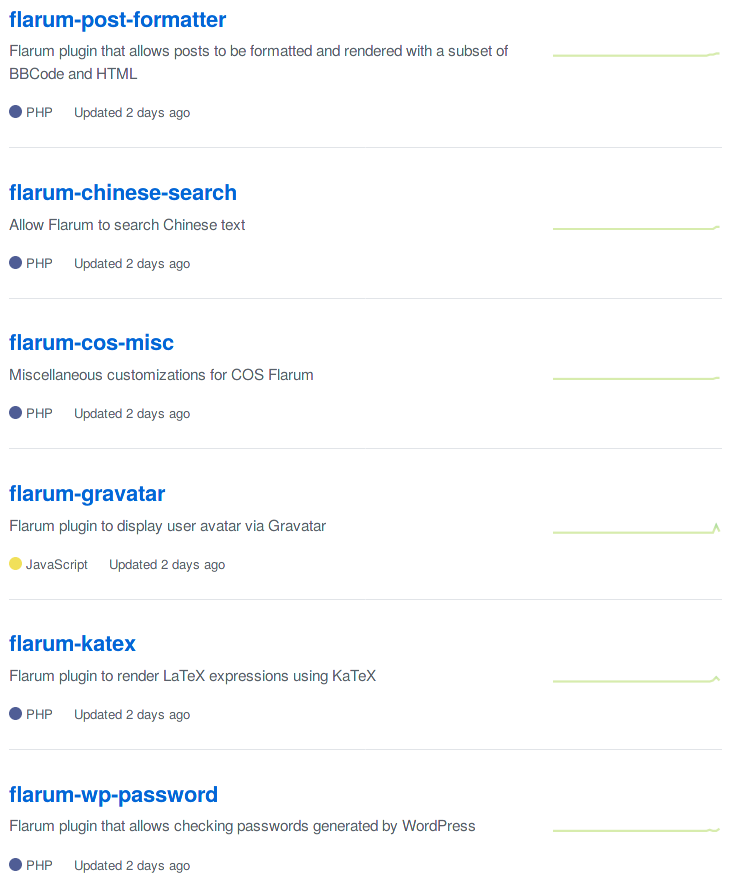 flarum-post-formatter
Flarum plugin that allows posts to be formatted and rendered with a subset of
BBCode and HTML
PHP Updated 2 days ago
flarum-chinese-search
Allow Flarum to search Chinese text
PHP Updated 2 days ago
flarum-cos-misc
Miscellaneous customizations for COS Flarum
PHP Updated 2 days ago
flarum-gravatar
Flarum plugin to display user avatar via Gravatar
JavaScript Updated 2 days ago
flarum-katex
Flarum plugin to render LaTeX expressions using KaTeX
PHP Updated 2 days ago
flarum-wp-password
Flarum plugin that allows checking passwords generated by WordPress
PHP Updated 2 days ago